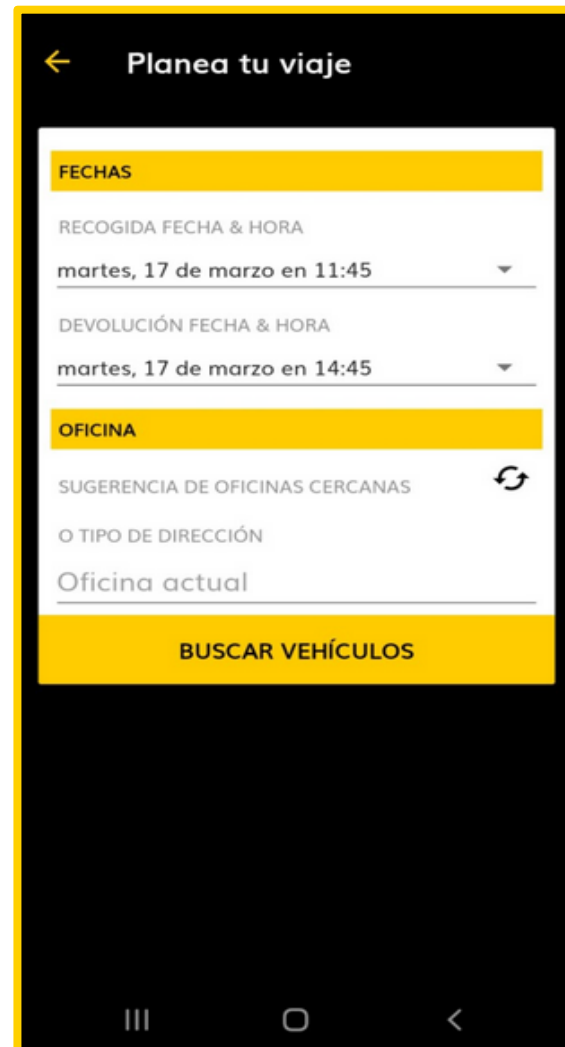 Planea tu viaje
FECHAS
RECOGIDA FECHA & HORA
martes, 17 de marzo en 11:45
DEVOLUCIÓN FECHA & HORA
martes, 17 de marzo en 14:45
OFICINA
SUGERENCIA DE OFICINAS CERCANAS
O TIPO DE DIRECCIÓN
Oficina actual
BUSCAR VEHÍCULOS